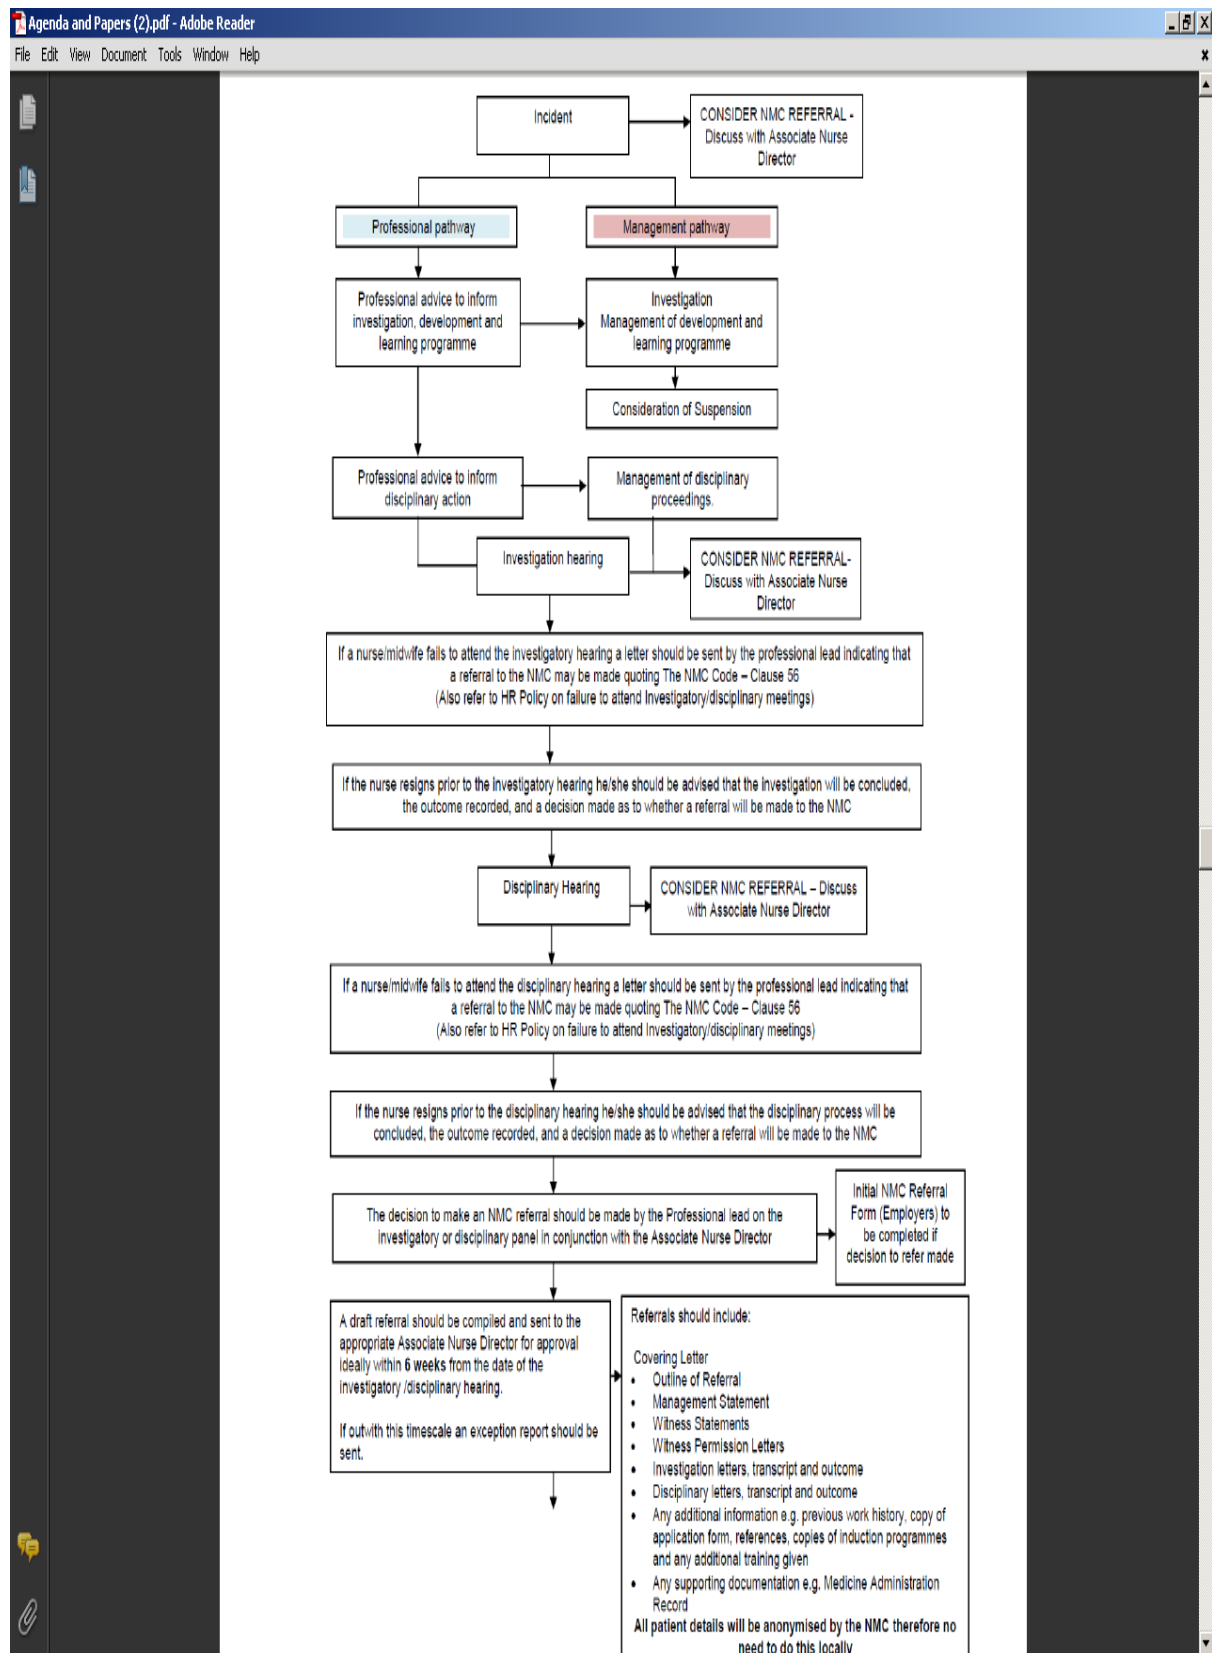 Agenda and Papers (2).pdf - Adobe Reader
File Edit View Document Tools Window Help
Incident
CONSIDER NMC REFERRAL -
Discuss with Associate Nurse
Director
Professional pathway
Management pathway
Professional advice to inform
investigation, development and
learning programme
Investigation
Management of development and
learning programme
Consideration of Suspension
Professional advice to inform
disciplinary action
Management of disciplinary
proceedings.
Investigation hearing
CONSIDER NMC REFERRAL-
Discuss with Associate Nurse
Director
If a nurse/midwife fails to attend the investigatory hearing a letter should be sent by the professional lead indicating that
a referral to the NMC may be made quoting The NMC Code – Clause 56
(Also refer to HR Policy on failure to attend Investigatory/disciplinary meetings)
If the nurse resigns prior to the investigatory hearing he/she should be advised that the investigation will be concluded,
the outcome recorded, and a decision made as to whether a referral will be made to the NMC
Disciplinary Hearing
CONSIDER NMC REFERRAL – Discuss
with Associate Nurse Director
If a nurse/midwife fails to attend the disciplinary hearing a letter should be sent by the professional lead indicating that
a referral to the NMC may be made quoting The NMC Code – Clause 56
(Also refer to HR Policy on failure to attend Investigatory/disciplinary meetings)
If the nurse resigns prior to the disciplinary hearing he/she should be advised that the disciplinary process will be
concluded, the outcome recorded, and a decision made as to whether a referral will be made to the NMC
The decision to make an NMC referral should be made by the Professional lead on the
investigatory or disciplinary panel in conjunction with the Associate Nurse Director
Initial NMC Referral
Form (Employers) to
be completed if
decision to refer made
A draft referral should be compiled and sent to the
appropriate Associate Nurse Director for approval
ideally within 6 weeks from the date of the
investigatory /disciplinary hearing.
If outwith this timescale an exception report should be
sent.
Referrals should include:
Covering Letter
• Outline of Referral
• Management Statement
• Witness Statements
• Witness Permission Letters
• Investigation letters, transcript and outcome
• Disciplinary letters, transcript and outcome
• Any additional information e.g. previous work history, copy of
application form, references, copies of induction programmes
and any additional training given
• Any supporting documentation e.g. Medicine Administration
Record
All patient details will be anonymised by the NMC therefore no
need to do this locally